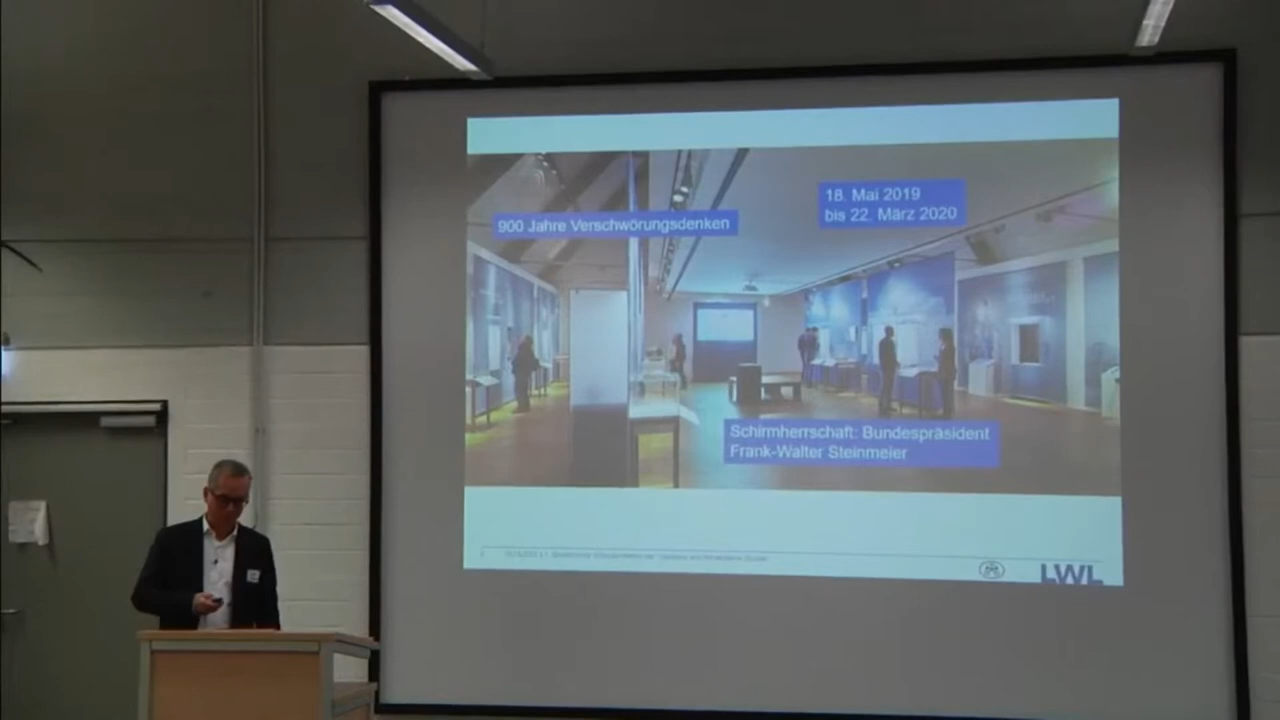 18. Mai 2019
bis 22. März 2020
900 Jahre Verschwörungsdenken
Schirmherrschaft: Bundespräsident
Frank-Walter Steinmeier
LWL